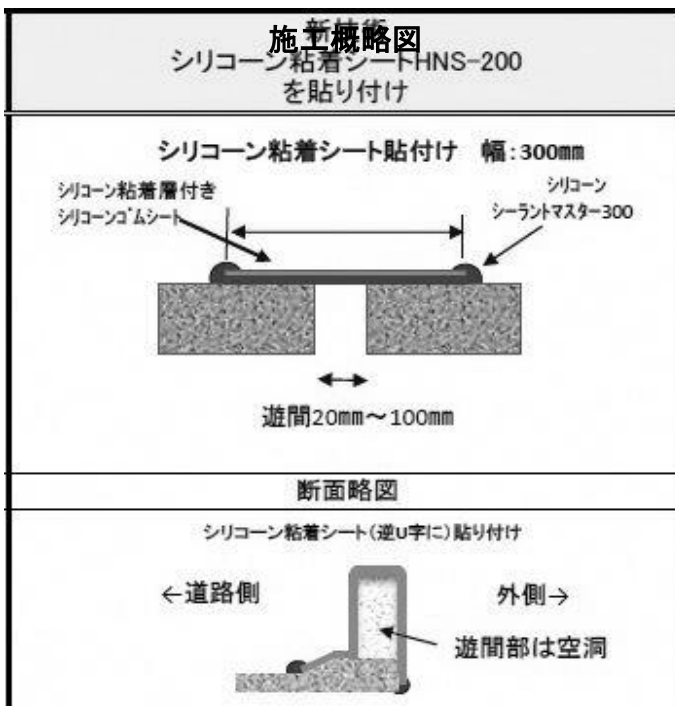 施工概略図
新技術
シリコーン粘着シートHNS-200
を貼り付け
シリコーン粘着シート貼付け 幅:300㎜
シリコーン粘着層付き
シリコーンゴムシート
シリコーン
シーラントマスター300
遊間20㎜～100㎜
断面略図
シリコーン粘着シート(逆U字に)貼り付け
←道路側
外側→
遊間部は空洞